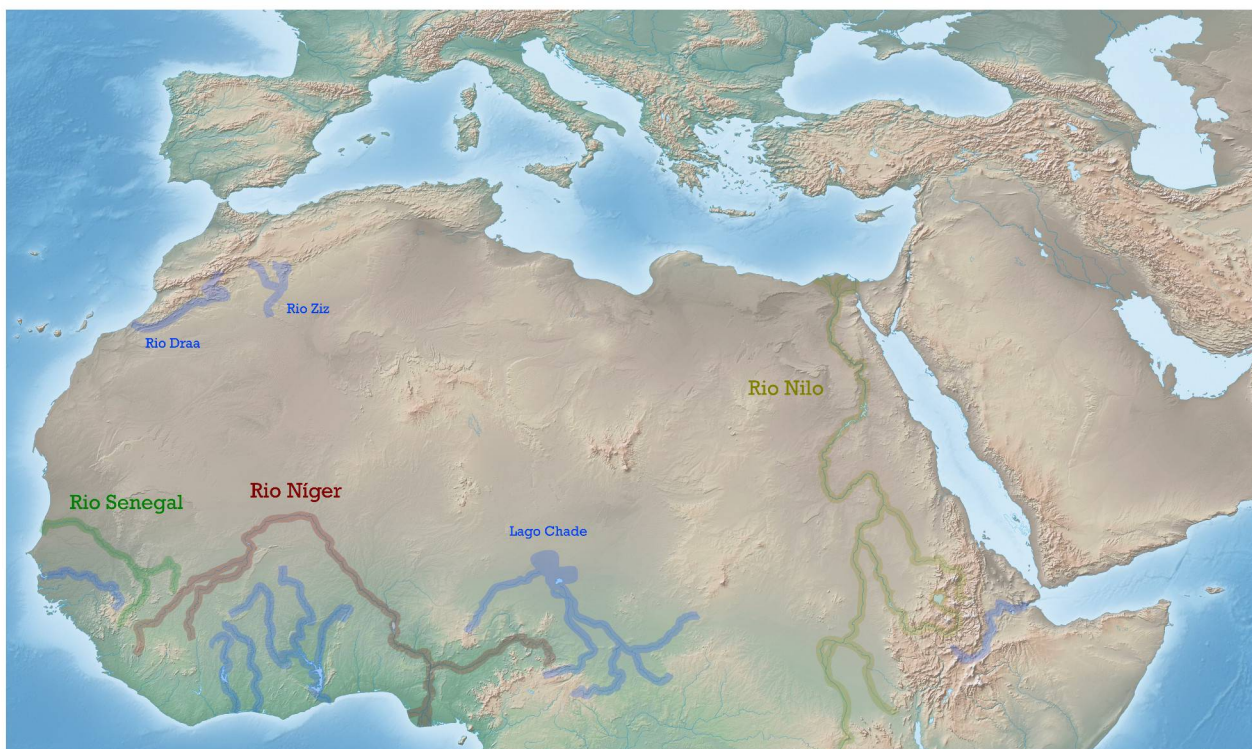 Rio Ziz
Rio Draa
Rio Nilo
Rio Níger
Rio Senegal
Lago Chade